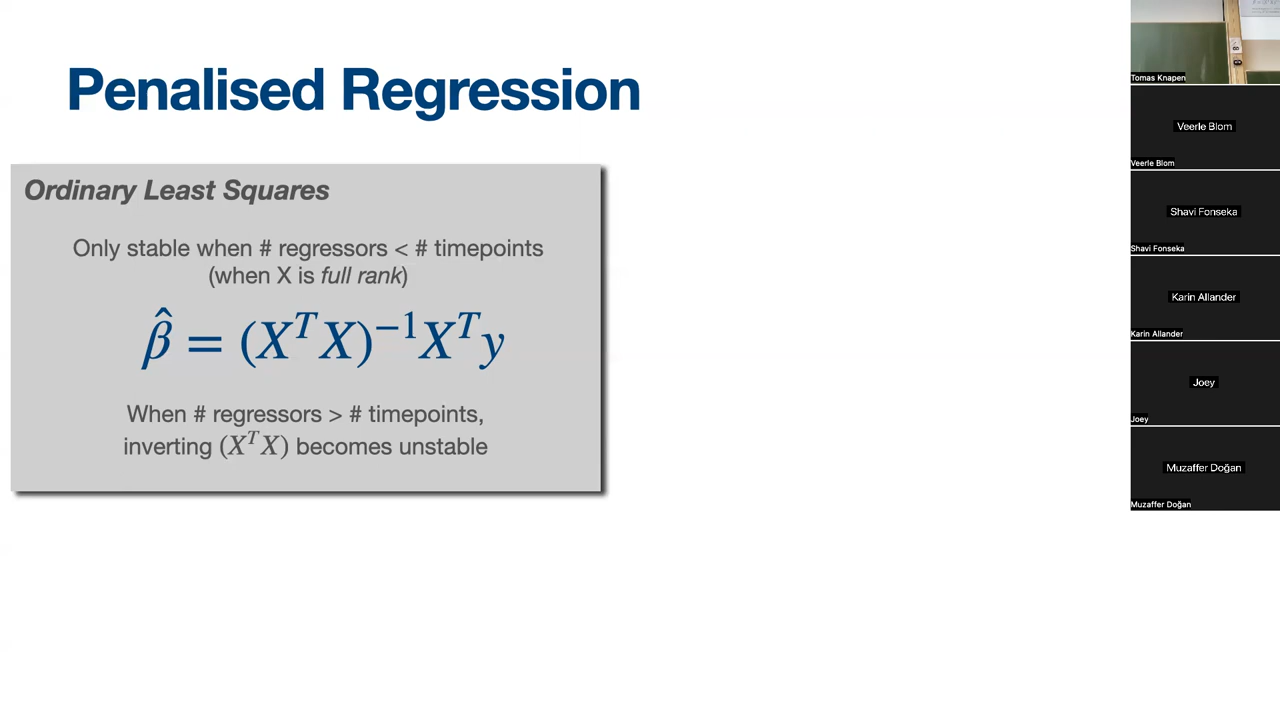 Penalised Regression
Ordinary Least Squares
Only stable when # regressors < # timepoints
(when X is full rank)
β̂ = (XᵀX)⁻¹Xᵀy
When # regressors > # timepoints,
inverting (XᵀX) becomes unstable
Tomas Knapen
Veerle Blom
Veerle Blom
Shavi Fonseka
Shavi Fonseka
Karin Allander
Karin Allander
Joey
Joey
Muzaffer Doğan
Muzaffer Doğan